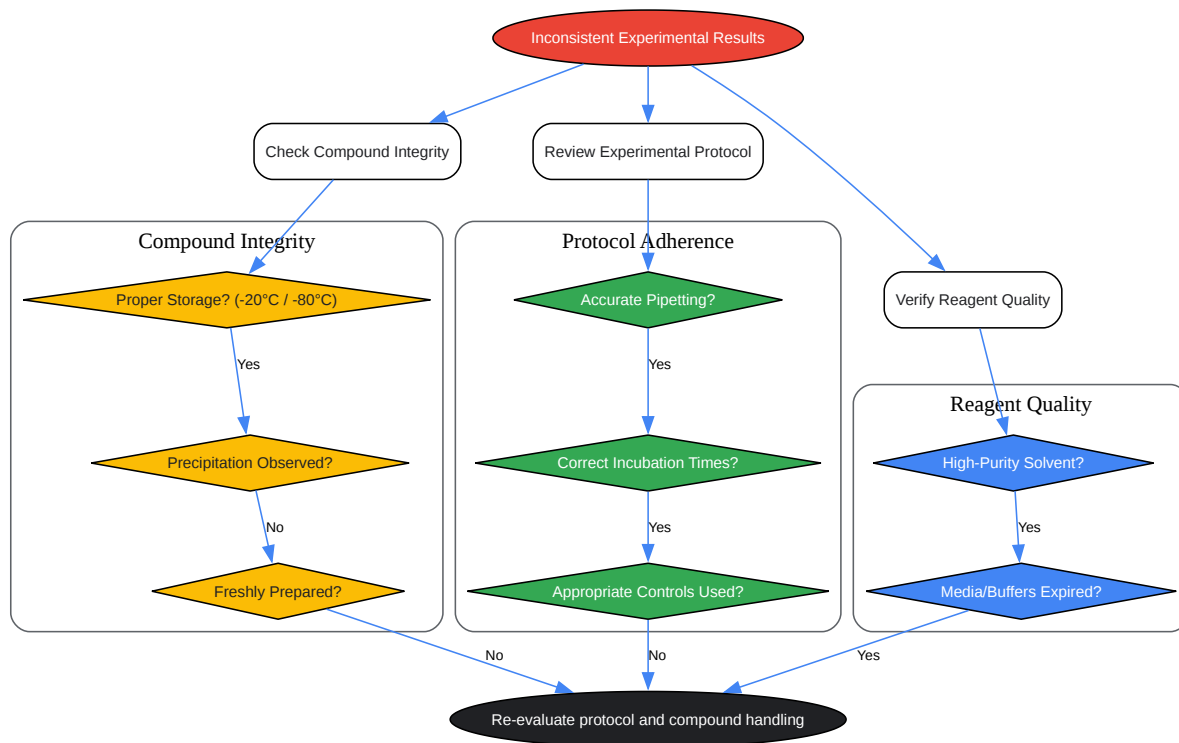 Inconsistent Experimental Results
Check Compound Integrity
Review Experimental Protocol
Compound Integrity
Protocol Adherence
Proper Storage? (-20°C / -80°C)
Accurate Pipetting?
Verify Reagent Quality
Yes
Yes
Reagent Quality
Precipitation Observed?
Correct Incubation Times?
High-Purity Solvent?
No
Yes
Yes
Freshly Prepared?
Appropriate Controls Used?
Media/Buffers Expired?
No
No
Yes
Re-evaluate protocol and compound handling